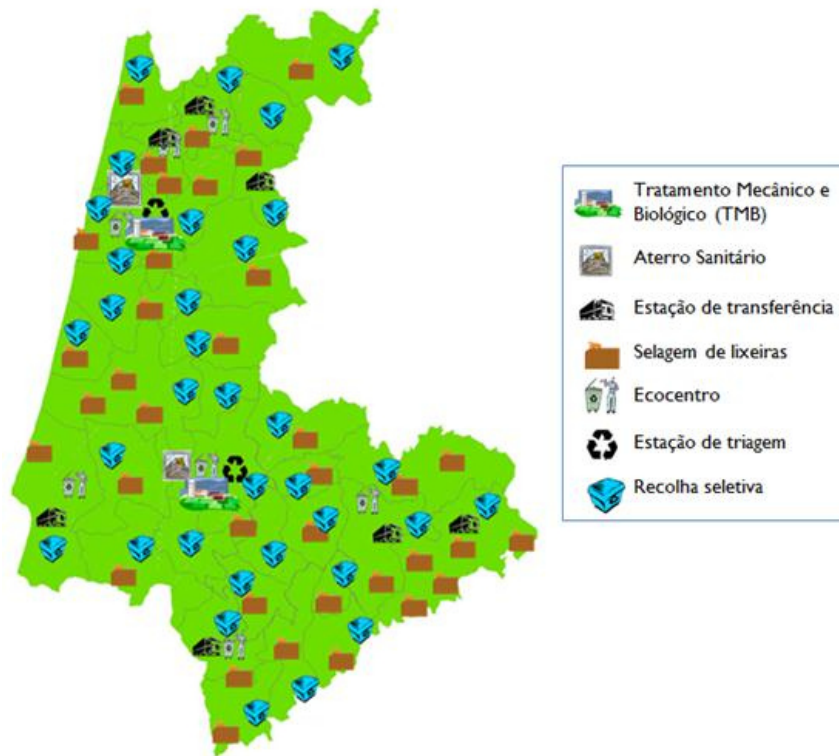 Tratamento Mecânico e
Biológico (TMB)
Aterro Sanitário
Estação de transferência
Selagem de lixeiras
Ecocentro
Estação de triagem
Recolha seletiva